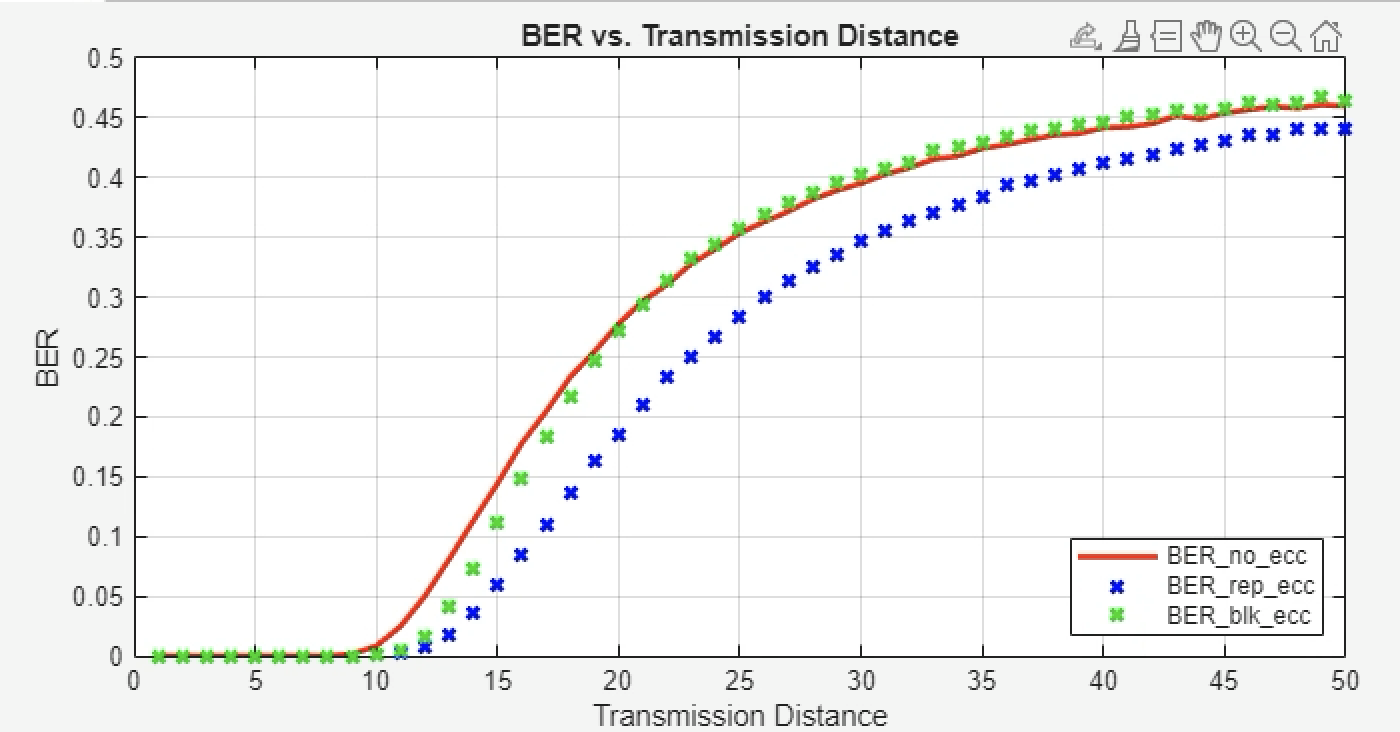 BER vs. Transmission Distance
0.5
0.45
0.4
0.35
0.3
0.25
0.2
0.15
0.1
0.05
0
BER
BER_no_ecc
BER_rep_ecc
BER_blk_ecc
0 5 10 15 20 25 30 35 40 45 50
Transmission Distance